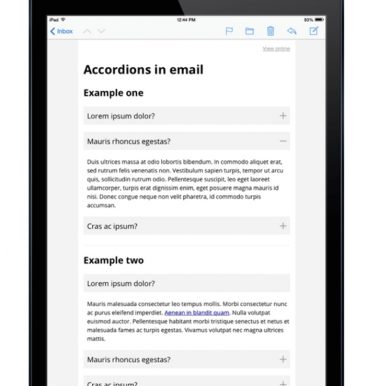 iPad
12:44 PM
93%
Inbox
View online
Accordions in email
Example one
Lorem ipsum dolor?
Mauris rhoncus egestas?
Duis ultrices massa at odio lobortis bibendum. In commodo aliquet erat,
sed rutrum felis venenatis non. Vestibulum sapien turpis, tempor ut arcu
quis, sollicitudin rutrum odio. Pellentesque suscipit, leo eget laoreet
ullamcorper, turpis erat dignissim enim, eget posuere magna mauris id
nisi. Donec congue neque non velit pharetra, id commodo turpis
accumsan.
Cras ac ipsum?
Example two
Lorem ipsum dolor?
Mauris malesuada consectetur leo tempus mollis. Morbi consectetur nunc
ac purus eleifend imperdiet. Aenean in blandit quam. Nulla volutpat
euismod auctor. Pellentesque habitant morbi tristique senectus et netus et
malesuada fames ac turpis egestas. Vivamus volutpat nec magna ultrices
mattis.
Mauris rhoncus egestas?
Cras ac ipsum?